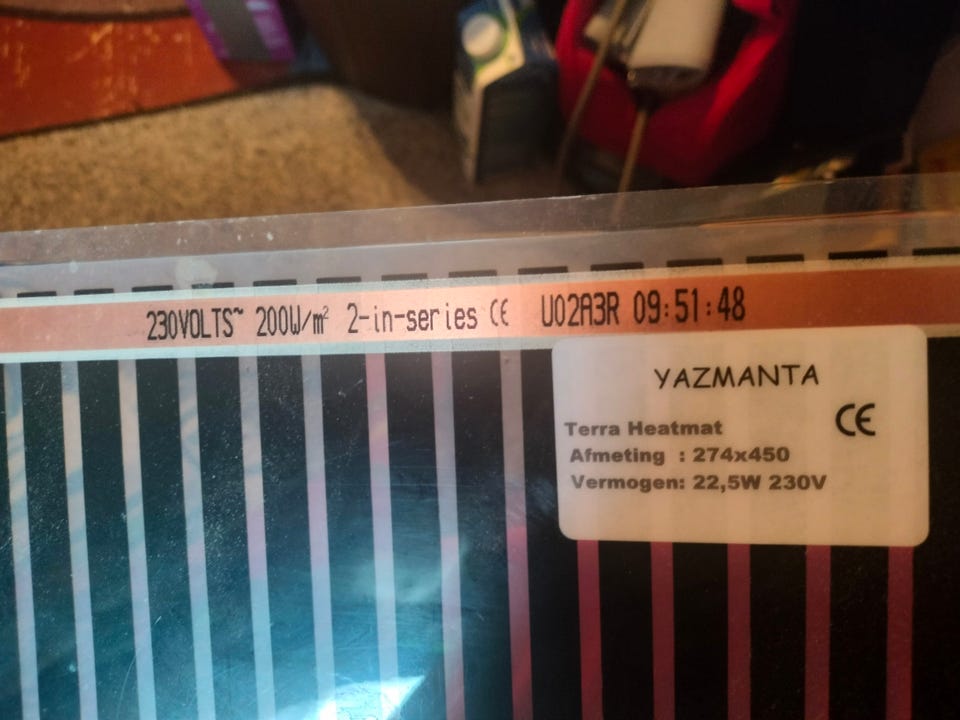 230VOLTS~ 200W/m² 2-in-series CE U02A3R 09:51:48
YAZMANTA
CE
Terra Heatmat
Afmeting : 274x450
Vermogen: 22,5W 230V